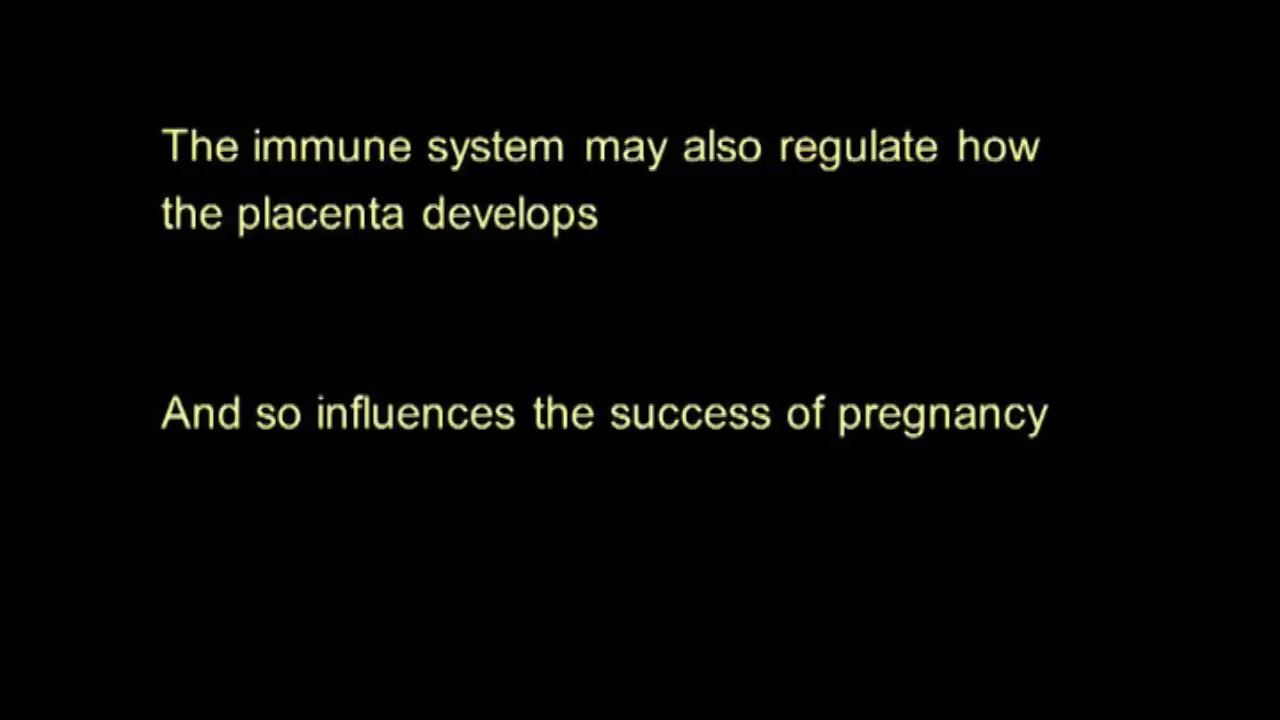 The immune system may also regulate how
the placenta develops
And so influences the success of pregnancy